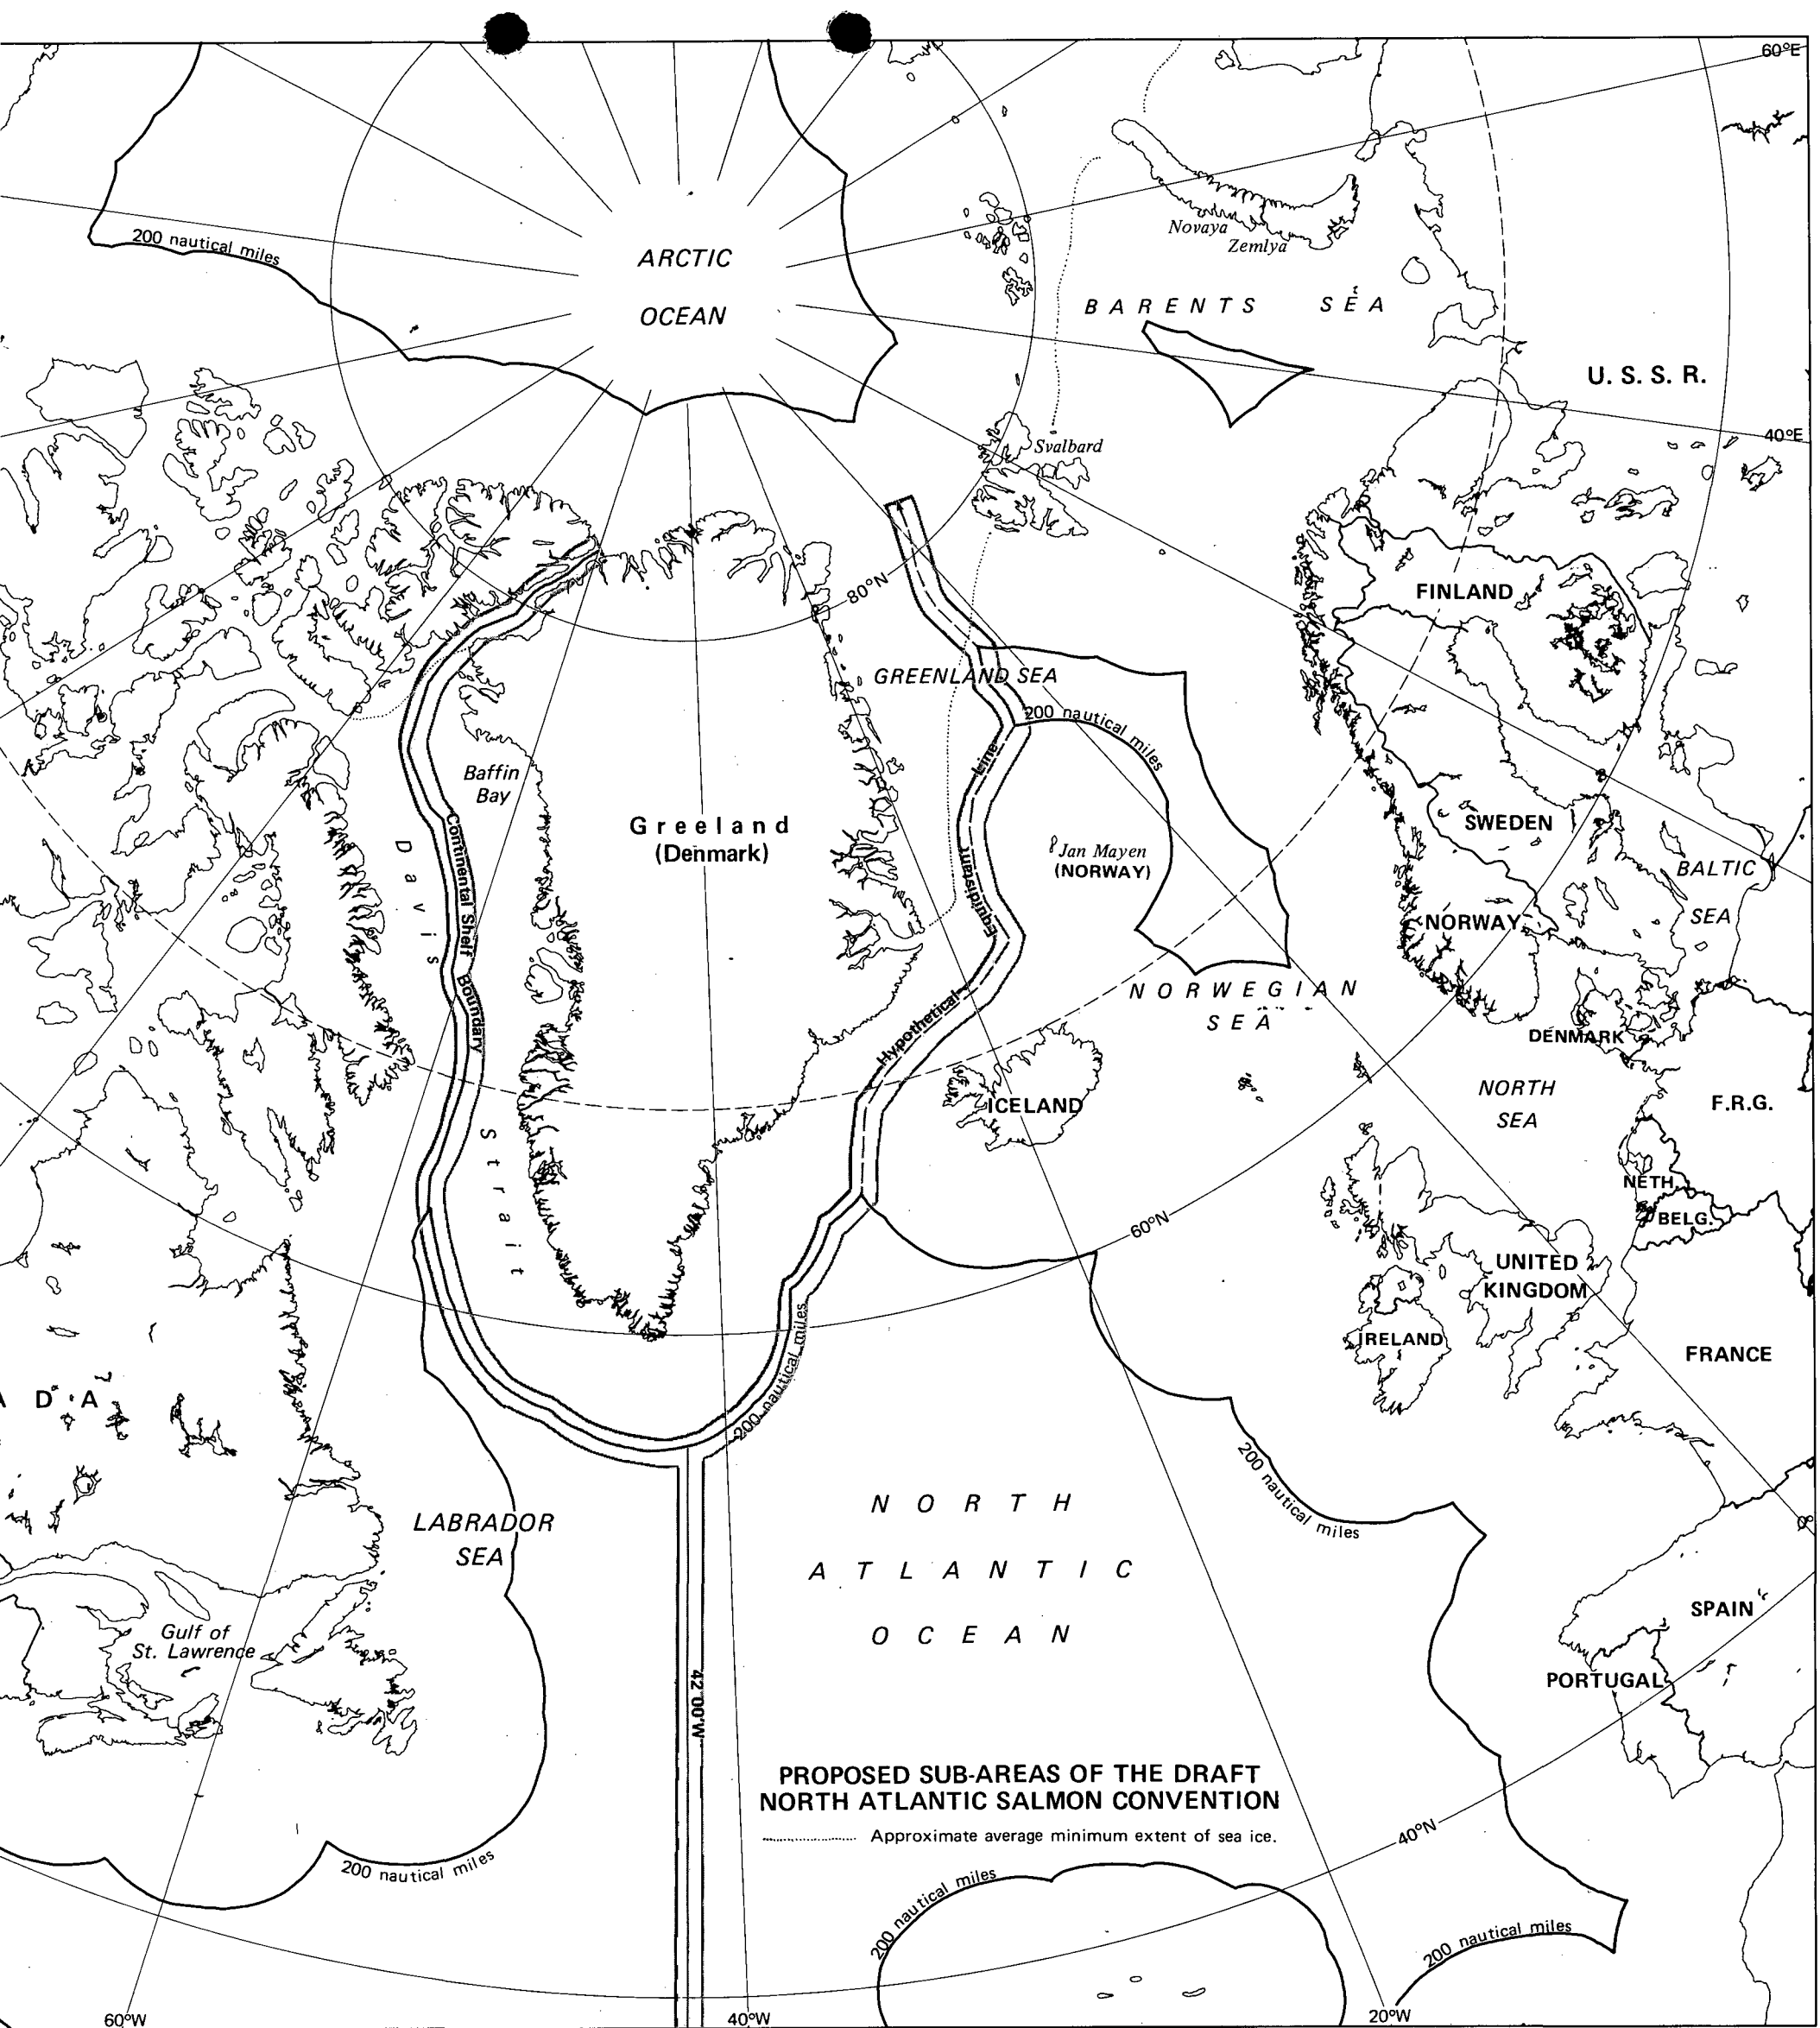 60°E
200 nautical miles
ARCTIC
OCEAN
Novaya
Zemlya
BARENTS SEA
U. S. S. R.
40°E
Svalbard
80°N
FINLAND
GREENLAND SEA
200 nautical miles
Baffin
Bay
Greeland
(Denmark)
Line
Equidistant
Hypothetical
Jan Mayen
(NORWAY)
SWEDEN
BALTIC
SEA
NORWAY
Davis
Strait
Continental Shelf
Boundary
NORWEGIAN
SEA
DENMARK
ICELAND
NORTH
SEA
F.R.G.
NETH.
BELG.
60°N
UNITED
KINGDOM
IRELAND
FRANCE
200 nautical miles
A D A
200 nautical miles
LABRADOR
SEA
NORTH
ATLANTIC
OCEAN
0°
SPAIN
Gulf of
St. Lawrence
PORTUGAL
42°00'W
PROPOSED SUB-AREAS OF THE DRAFT
NORTH ATLANTIC SALMON CONVENTION
Approximate average minimum extent of sea ice.
40°N
200 nautical miles
200 nautical miles
200 nautical miles
60°W
40°W
20°W